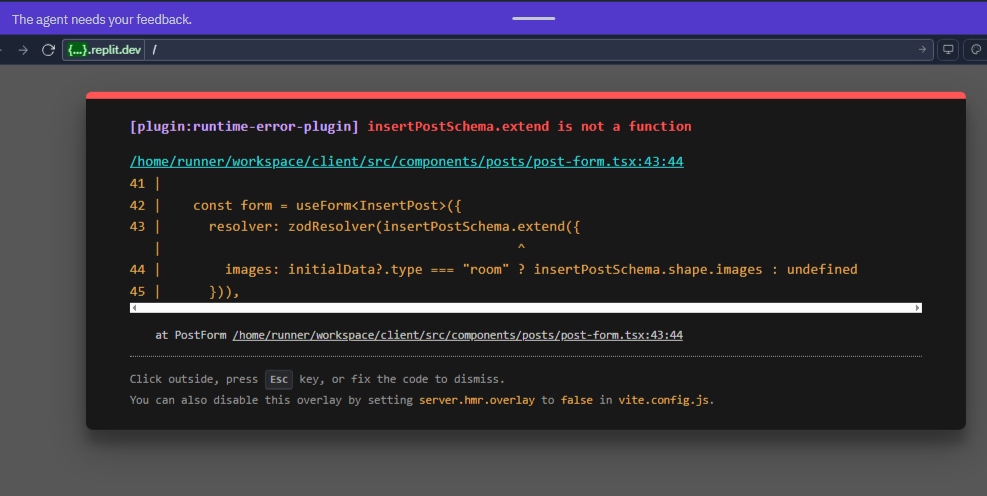 The agent needs your feedback.
{...}.replit.dev /
[plugin:runtime-error-plugin] insertPostSchema.extend is not a function
/home/runner/workspace/client/src/components/posts/post-form.tsx:43:44
41 |
42 |    const form = useForm<InsertPost>({
43 |      resolver: zodResolver(insertPostSchema.extend({
   |                                             ^
44 |        images: initialData?.type === "room" ? insertPostSchema.shape.images : undefined
45 |      })),
at PostForm /home/runner/workspace/client/src/components/posts/post-form.tsx:43:44
Click outside, press Esc key, or fix the code to dismiss.
You can also disable this overlay by setting server.hmr.overlay to false in vite.config.js.